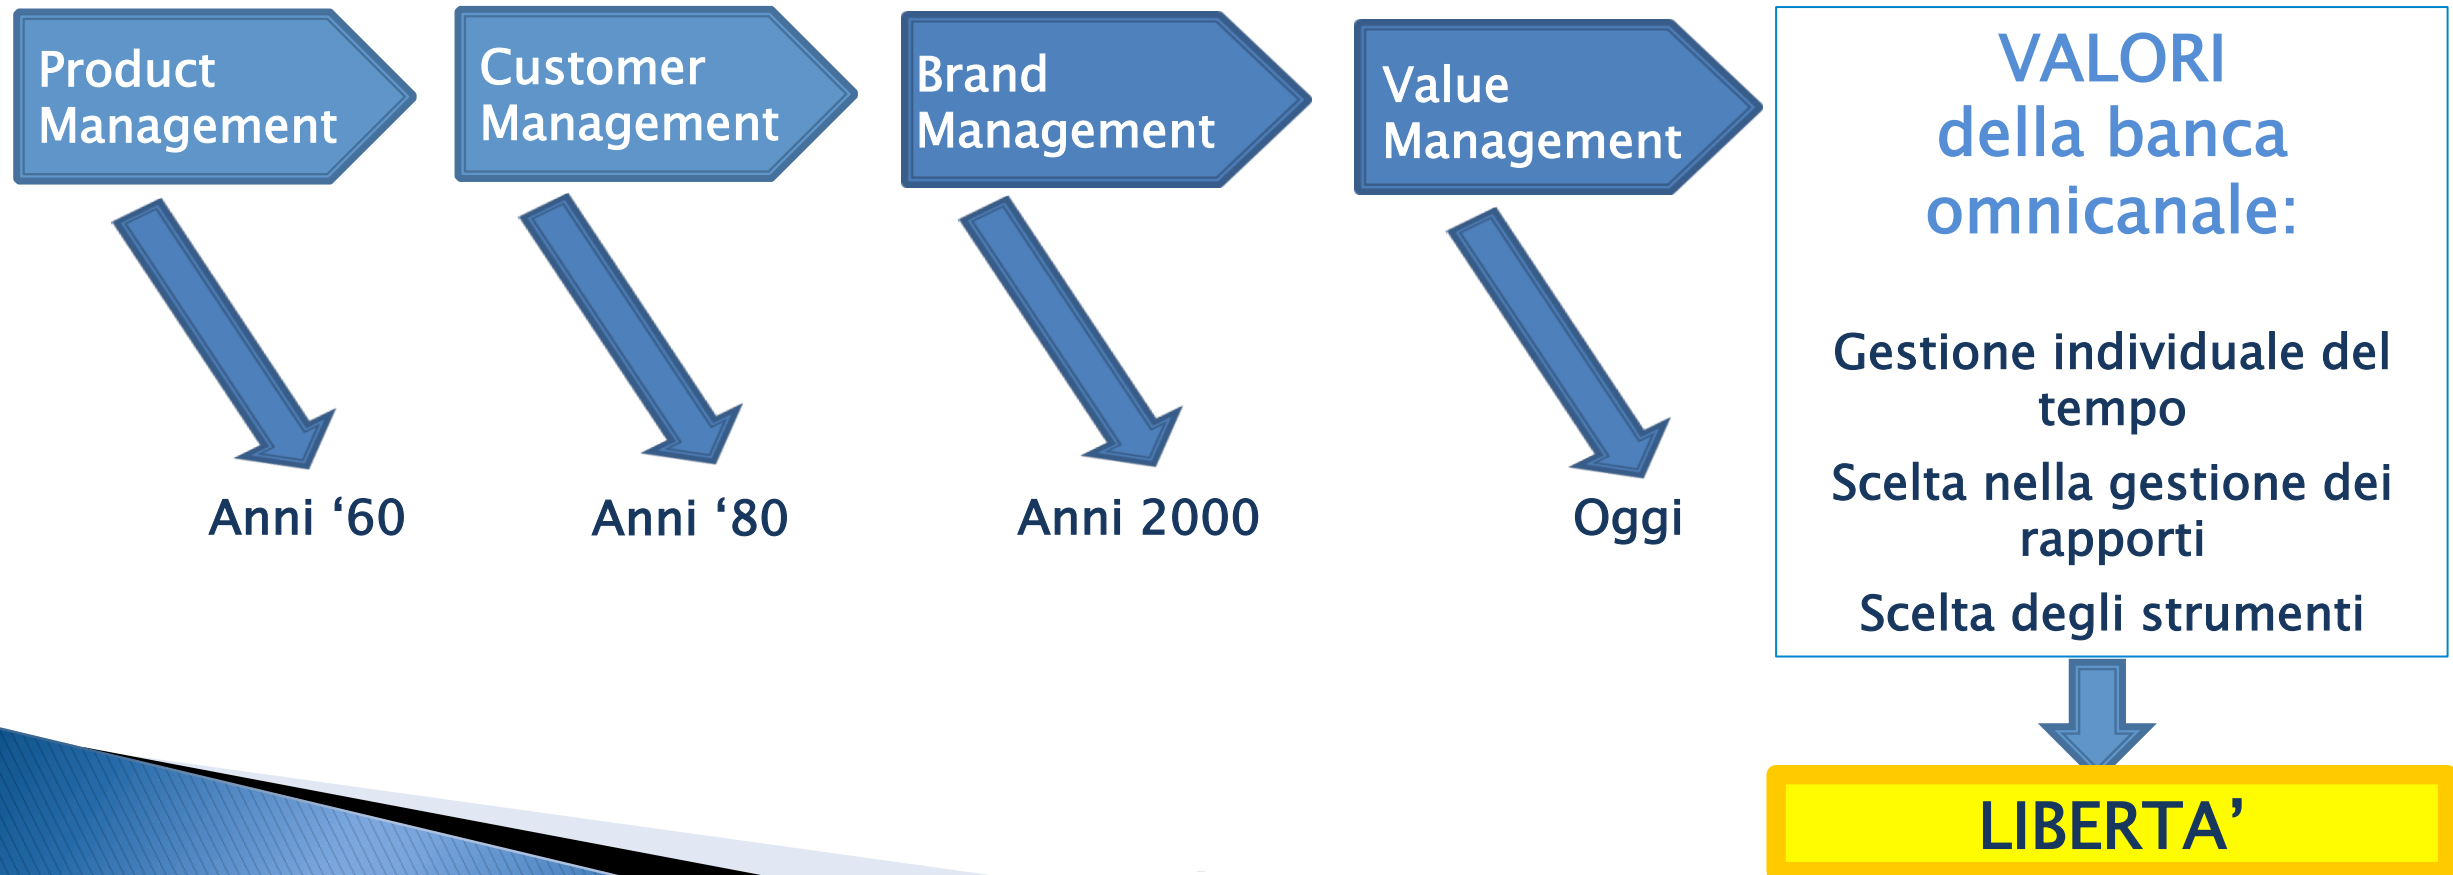 Product
Management
Customer
Management
Brand
Management
Value
Management
Anni ‘60
Anni ‘80
Anni 2000
Oggi
VALORI
della banca
omnicanale:
Gestione individuale del
tempo
Scelta nella gestione dei
rapporti
Scelta degli strumenti
LIBERTA’